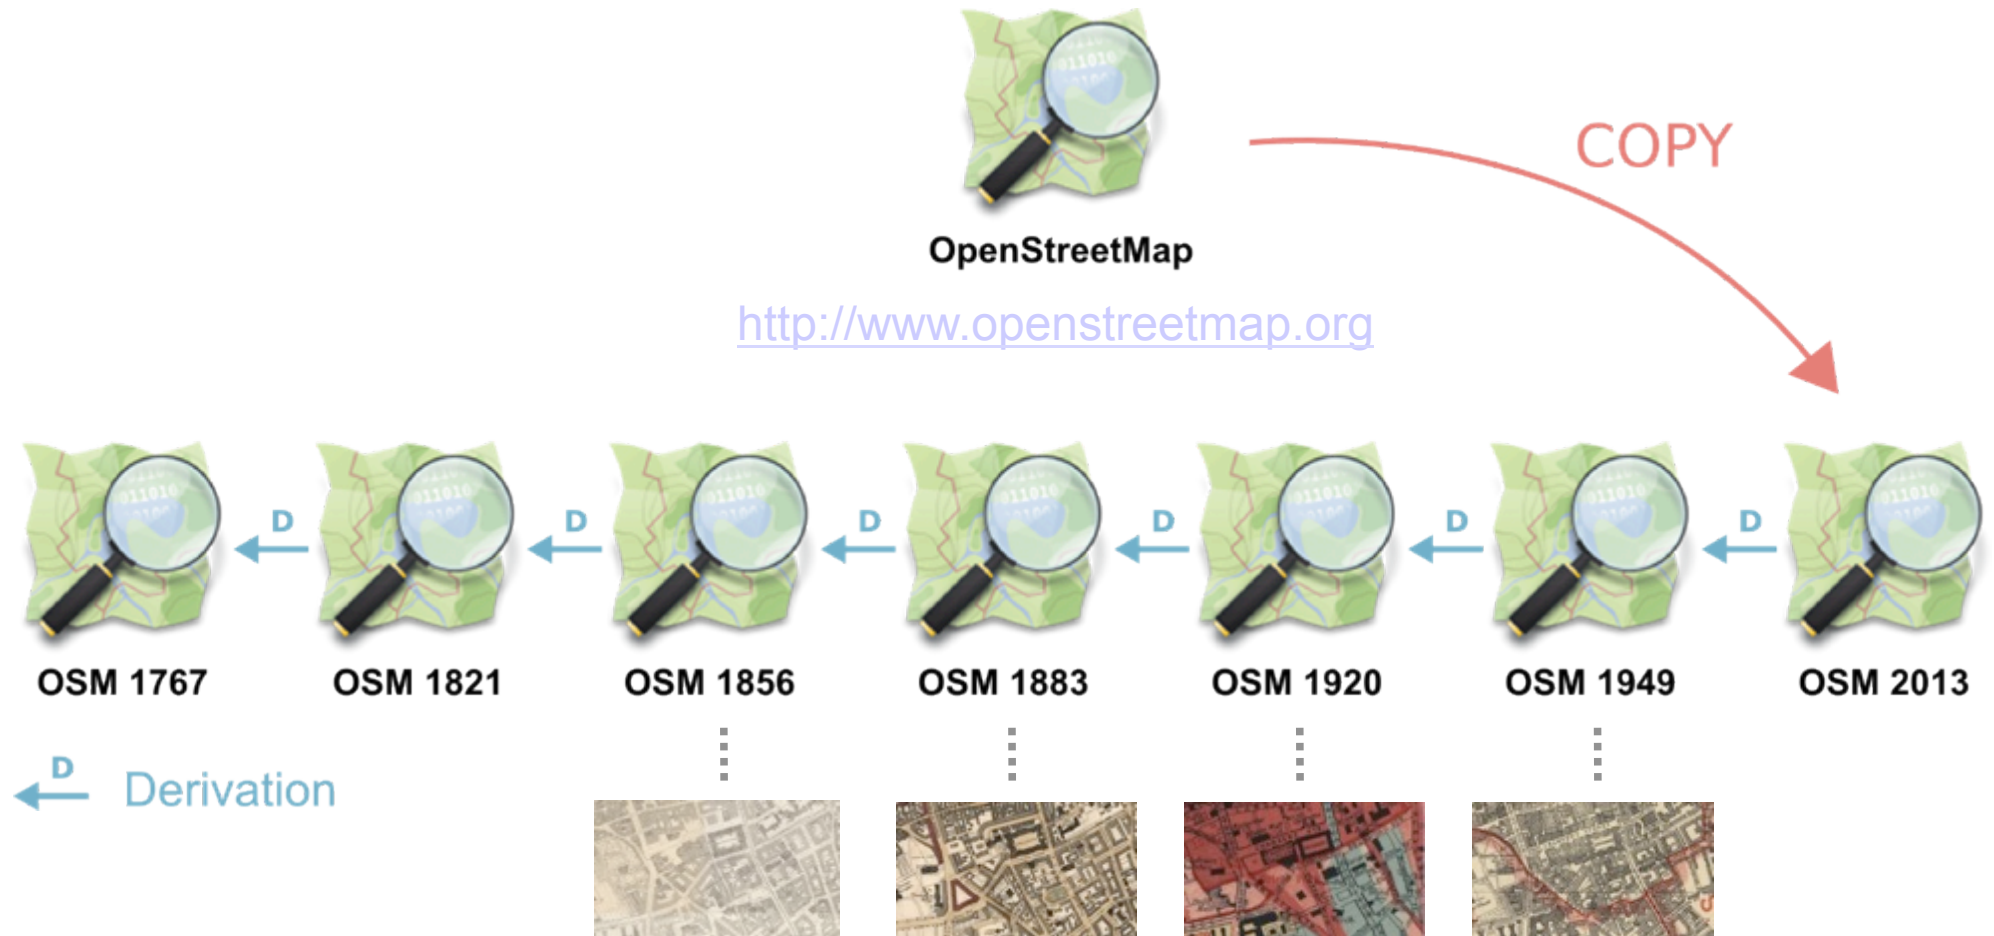 COPY
OpenStreetMap
http://www.openstreetmap.org
D D D D D D
OSM 1767 OSM 1821 OSM 1856 OSM 1883 OSM 1920 OSM 1949 OSM 2013
D
Derivation